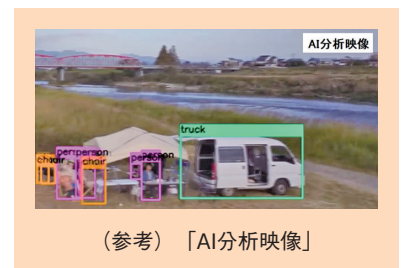 AI分析映像
truck
person
person
person
person
chair
chair
（参考）「AI分析映像」